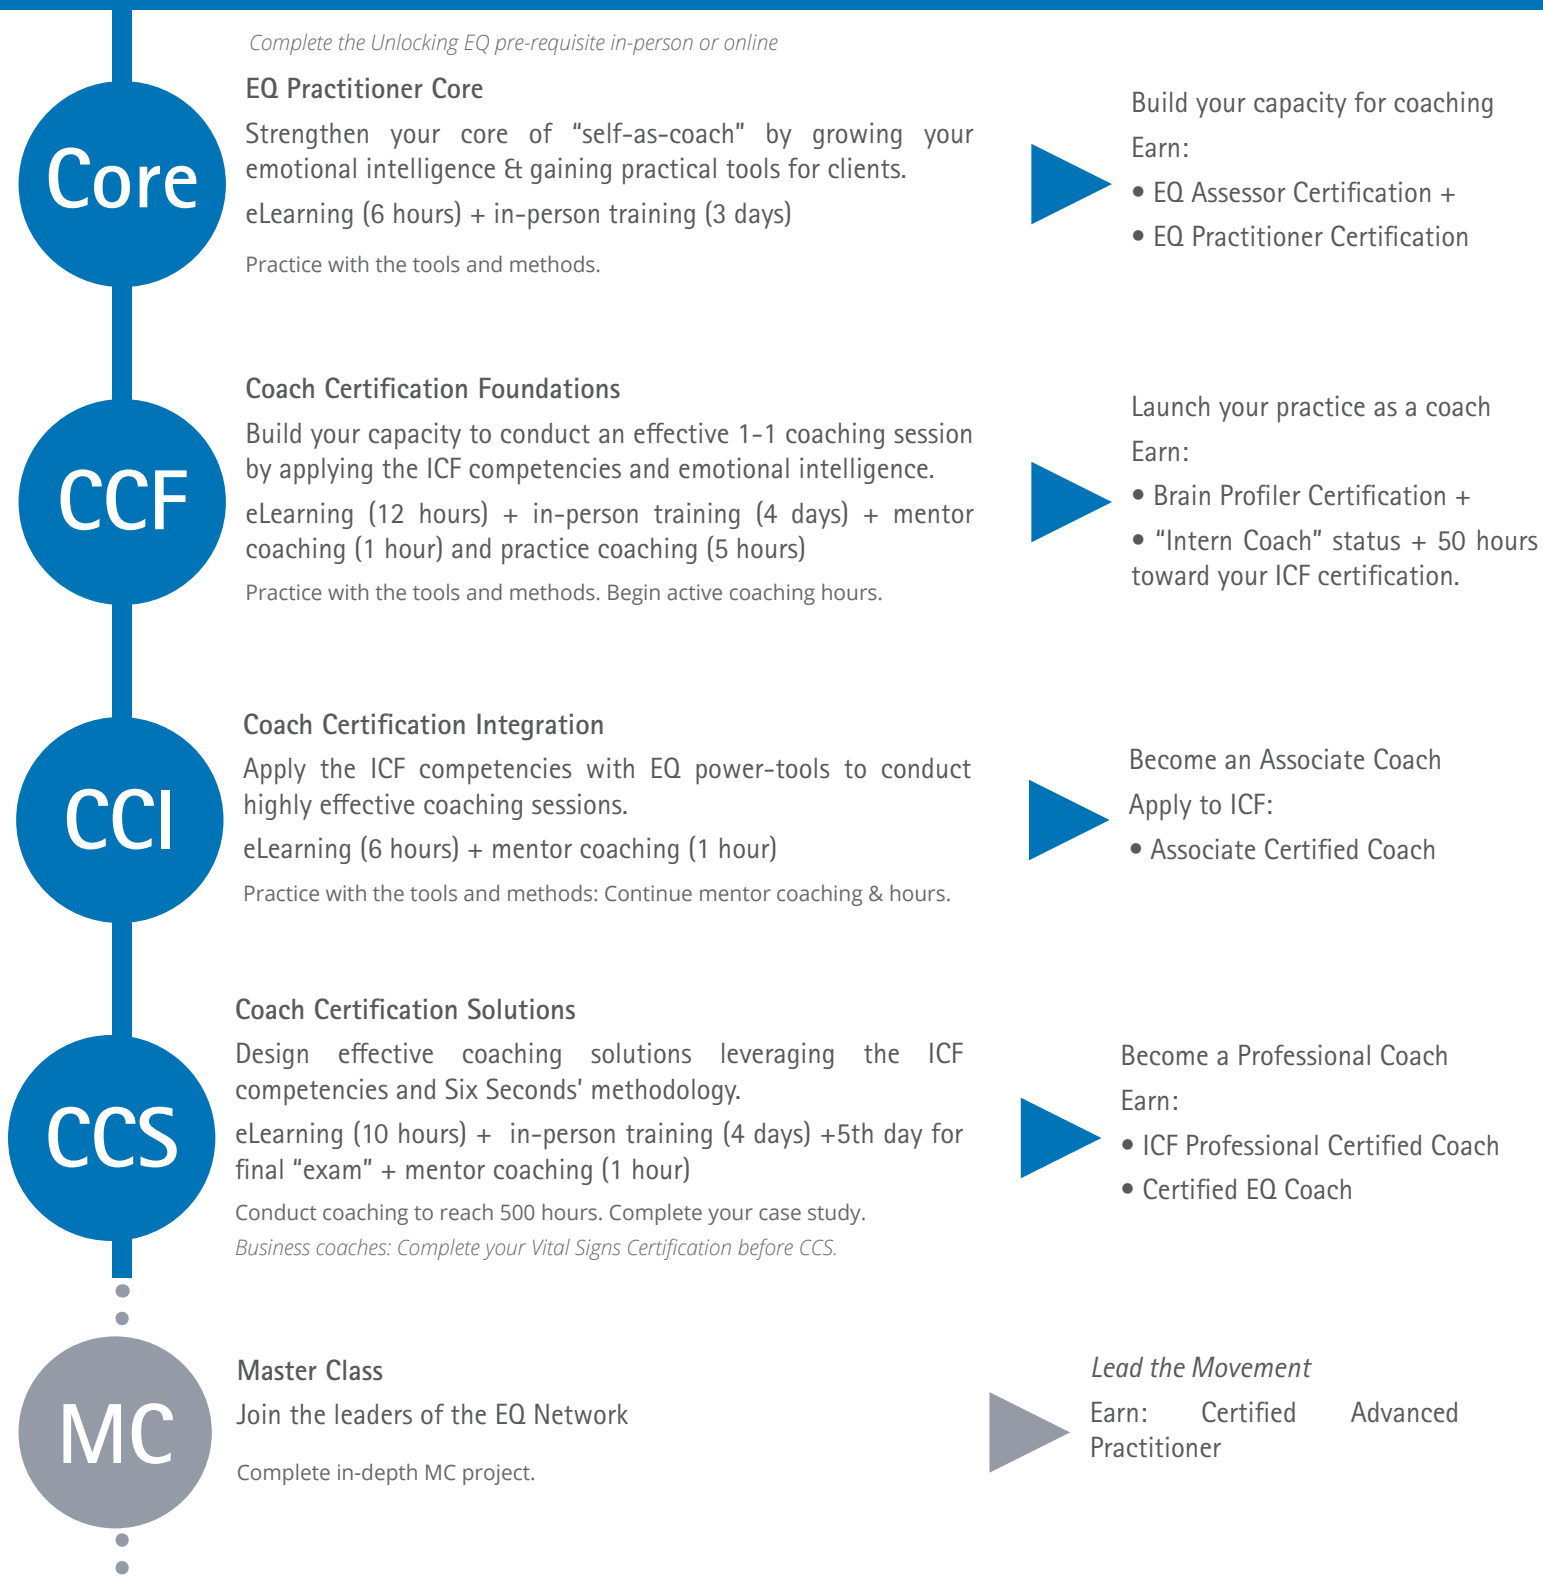 Complete the Unlocking EQ pre-requisite in-person or online
Core
EQ Practitioner Core
Strengthen your core of “self-as-coach” by growing your
emotional intelligence & gaining practical tools for clients.
eLearning (6 hours) + in-person training (3 days)
Practice with the tools and methods.
Build your capacity for coaching
Earn:
• EQ Assessor Certification +
• EQ Practitioner Certification
CCF
Coach Certification Foundations
Build your capacity to conduct an effective 1-1 coaching session
by applying the ICF competencies and emotional intelligence.
eLearning (12 hours) + in-person training (4 days) + mentor
coaching (1 hour) and practice coaching (5 hours)
Practice with the tools and methods. Begin active coaching hours.
Launch your practice as a coach
Earn:
• Brain Profiler Certification +
• “Intern Coach” status + 50 hours
toward your ICF certification.
CCI
Coach Certification Integration
Apply the ICF competencies with EQ power-tools to conduct
highly effective coaching sessions.
eLearning (6 hours) + mentor coaching (1 hour)
Practice with the tools and methods: Continue mentor coaching & hours.
Become an Associate Coach
Apply to ICF:
• Associate Certified Coach
CCS
Coach Certification Solutions
Design effective coaching solutions leveraging the ICF
competencies and Six Seconds’ methodology.
eLearning (10 hours) + in-person training (4 days) +5th day for
final “exam” + mentor coaching (1 hour)
Conduct coaching to reach 500 hours. Complete your case study.
Business coaches: Complete your Vital Signs Certification before CCS.
Become a Professional Coach
Earn:
• ICF Professional Certified Coach
• Certified EQ Coach
MC
Master Class
Join the leaders of the EQ Network
Complete in-depth MC project.
Lead the Movement
Earn: Certified Advanced
Practitioner